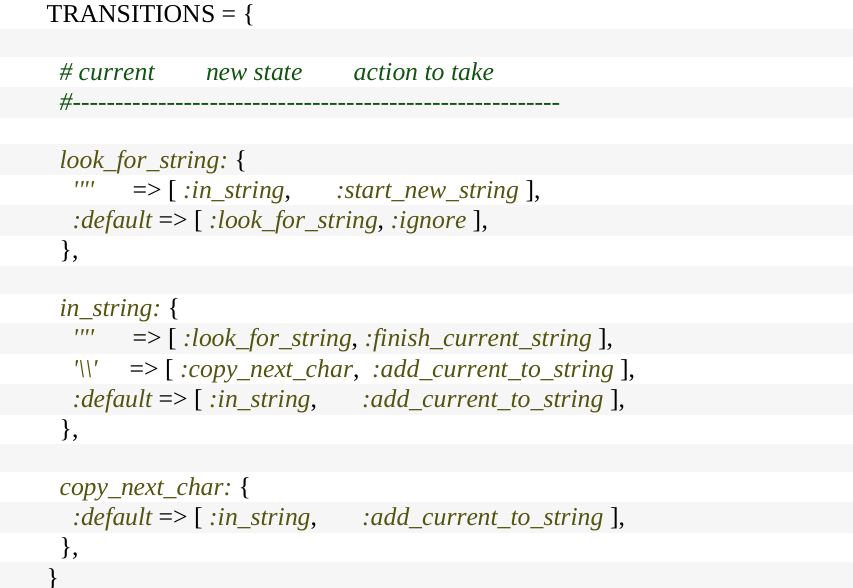 TRANSITIONS = {
# current new state action to take
#---------------------------------------------------------
look_for_string: {
'"' => [ :in_string, :start_new_string ],
:default => [ :look_for_string, :ignore ],
},
in_string: {
'"' => [ :look_for_string, :finish_current_string ],
'\\' => [ :copy_next_char, :add_current_to_string ],
:default => [ :in_string, :add_current_to_string ],
},
copy_next_char: {
:default => [ :in_string, :add_current_to_string ],
},
}